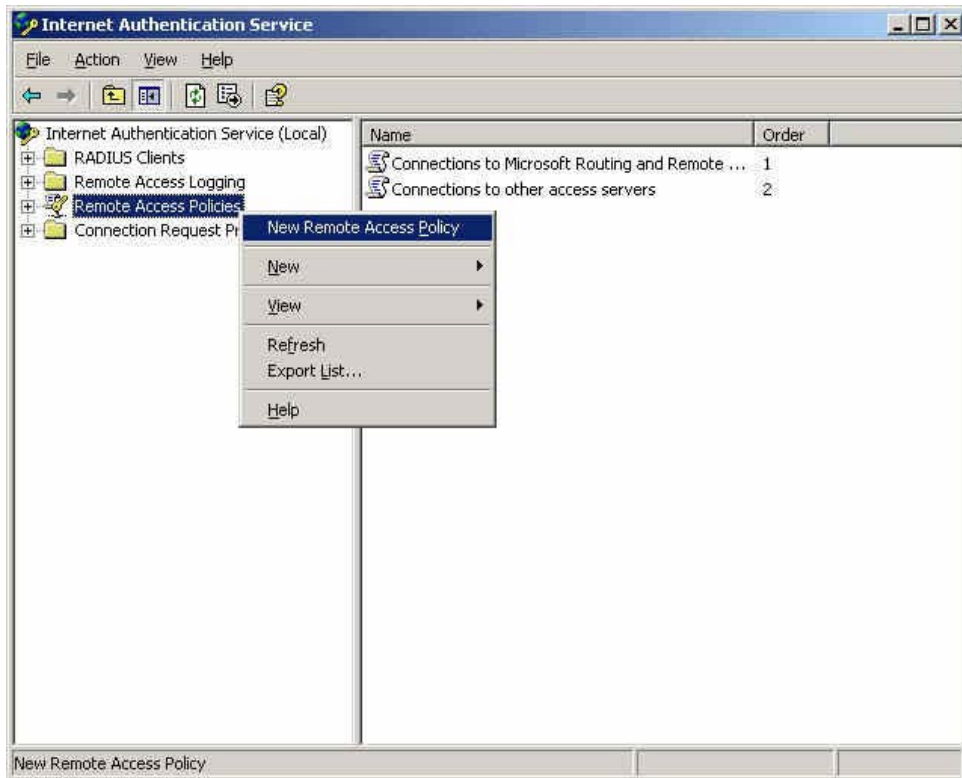 Internet Authentication Service
File Action View Help
Internet Authentication Service (Local)
RADIUS Clients
Remote Access Logging
Remote Access Policies
Connection Request Pr
Name Order
Connections to Microsoft Routing and Remote ... 1
Connections to other access servers 2
New Remote Access Policy
New
View
Refresh
Export List...
Help
New Remote Access Policy